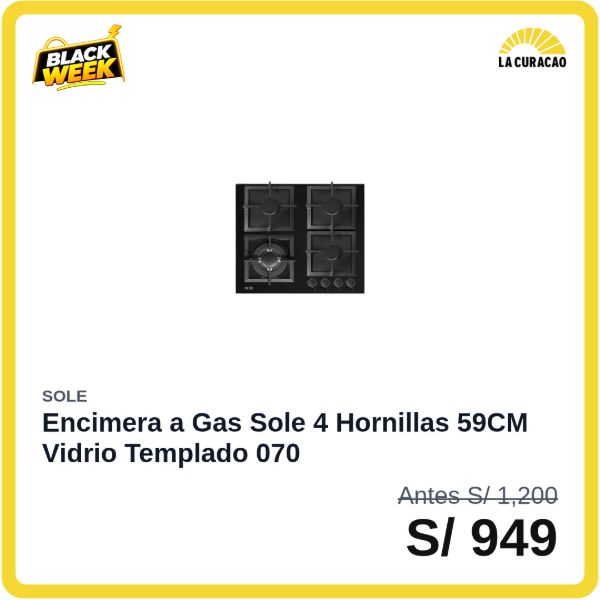 BLACK
WEEK
LA CURACAO
SOLE
Encimera a Gas Sole 4 Hornillas 59CM
Vidrio Templado 070
Antes S/ 1,200
S/ 949